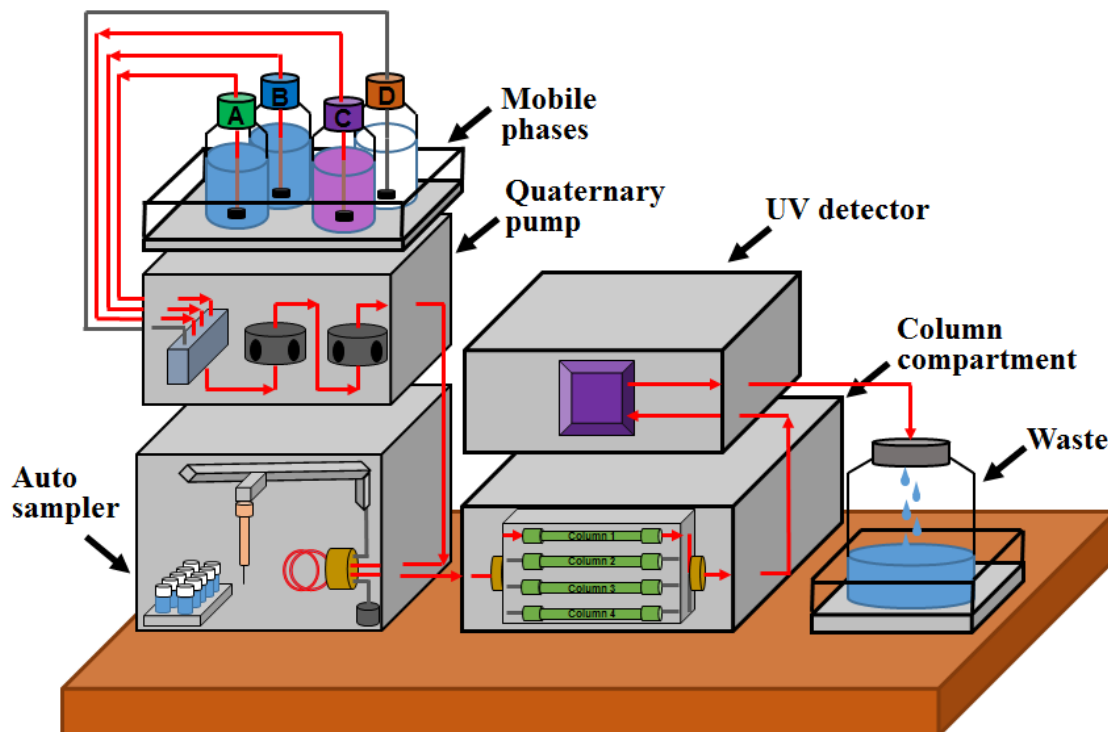 A
B
C
D
Mobile
phases
Quaternary
pump
UV detector
Column
compartment
Waste
Auto
sampler
Column 1
Column 2
Column 3
Column 4